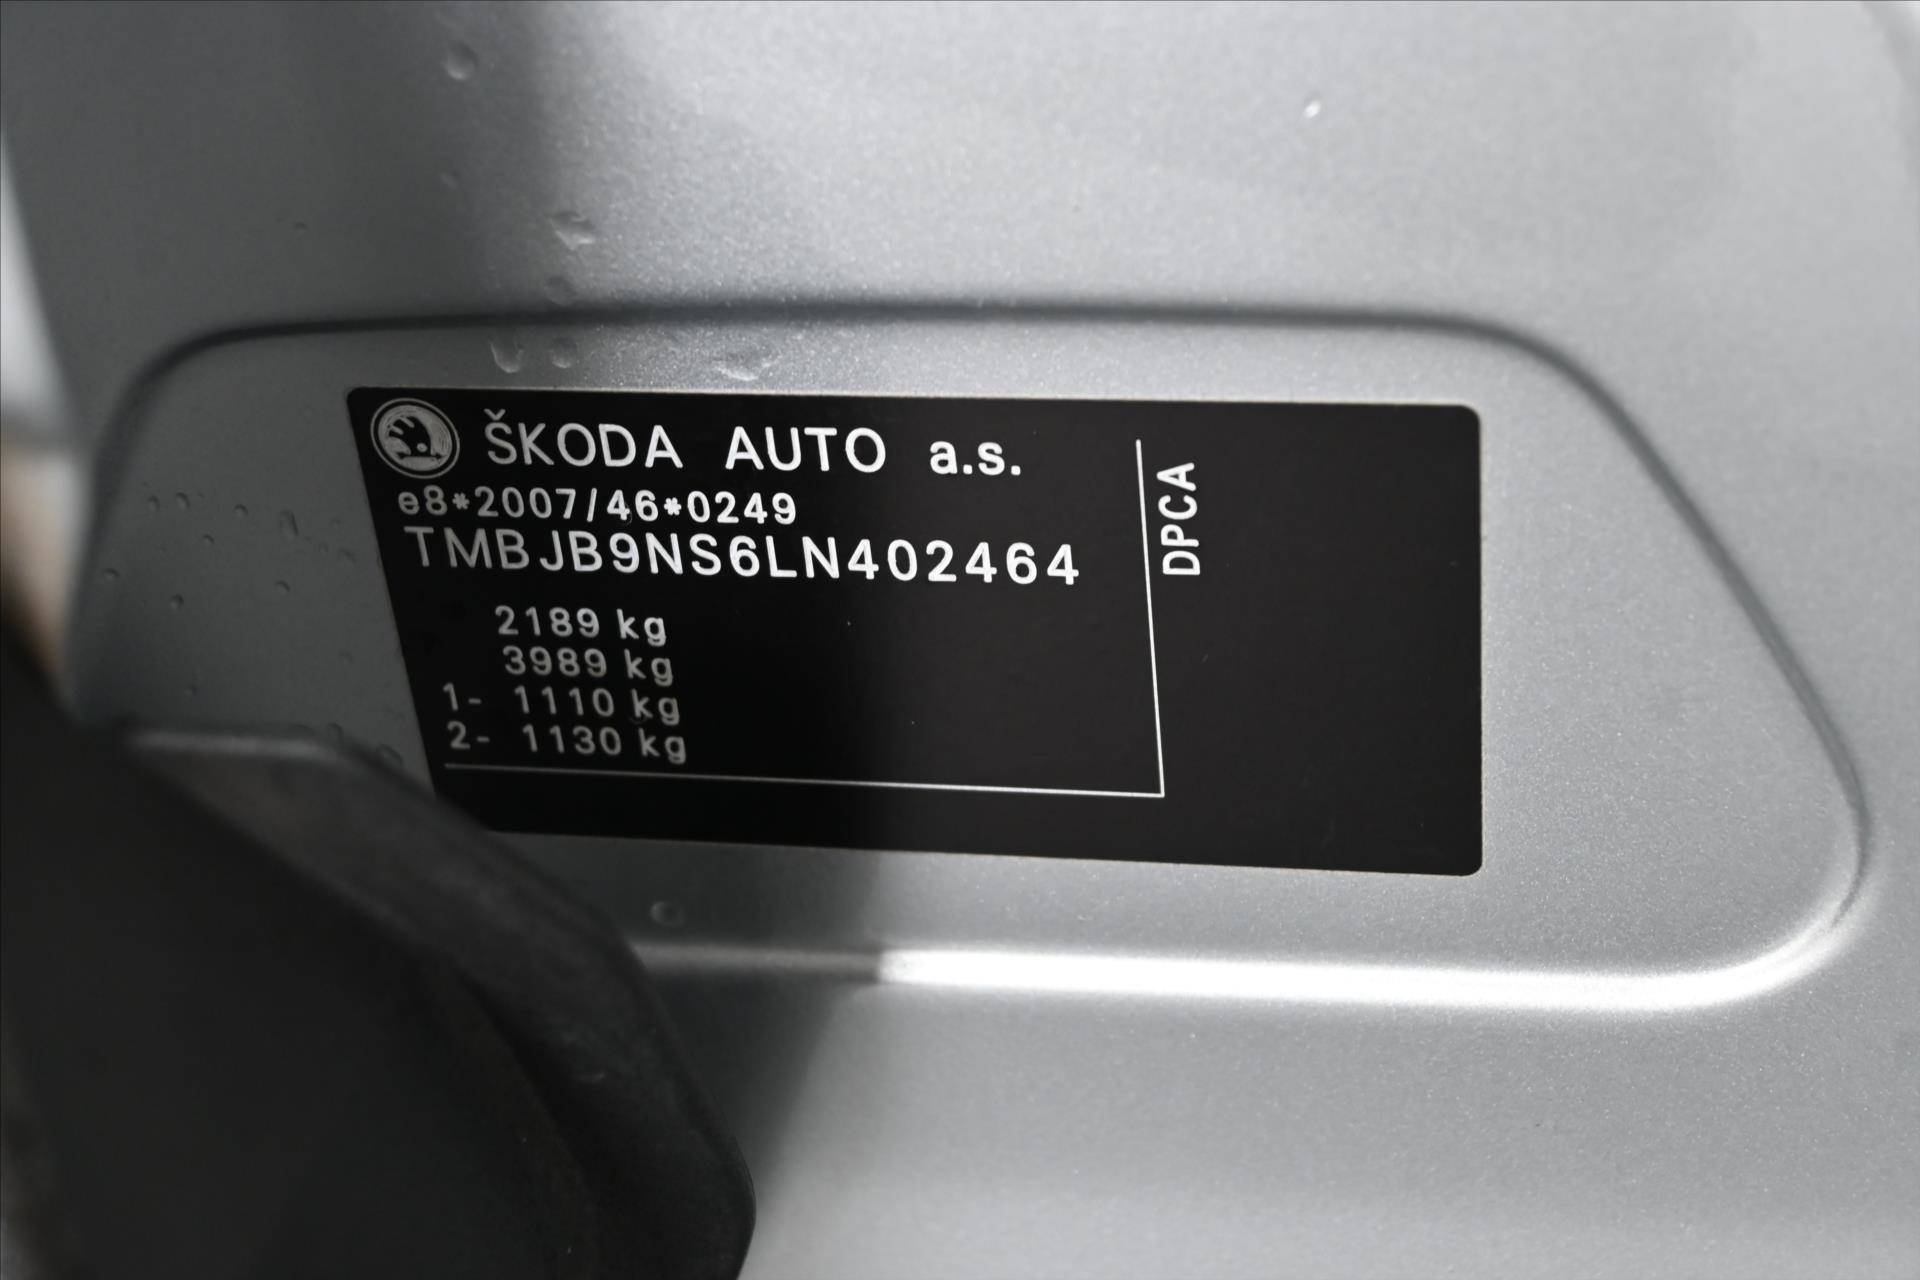 ŠKODA AUTO a.s.
e8*2007/46*0249
TMBJB9NS6LN402464
2189 kg
3989 kg
1- 1110 kg
2- 1130 kg
DPCA